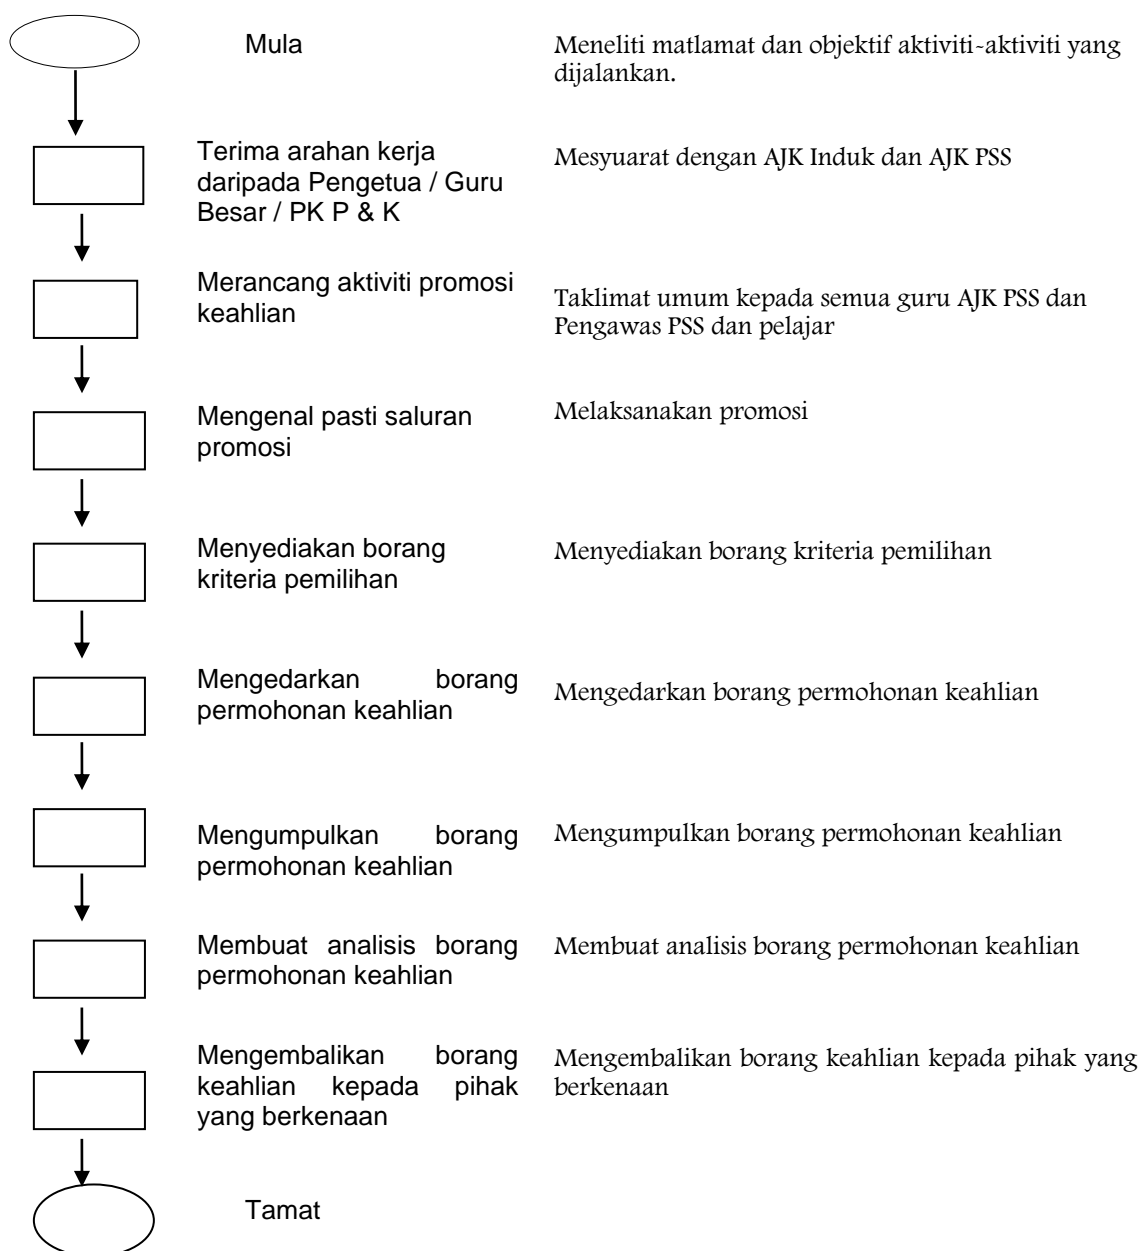 Mula
Meneliti matlamat dan objektif aktiviti-aktiviti yang
dijalankan.
Terima arahan kerja
daripada Pengetua / Guru
Besar / PK P & K
Mesyuarat dengan AJK Induk dan AJK PSS
Merancang aktiviti promosi
keahlian
Taklimat umum kepada semua guru AJK PSS dan
Pengawas PSS dan pelajar
Mengenal pasti saluran
promosi
Melaksanakan promosi
Menyediakan borang
kriteria pemilihan
Menyediakan borang kriteria pemilihan
Mengedarkan borang
permohonan keahlian
Mengedarkan borang permohonan keahlian
Mengumpulkan borang
permohonan keahlian
Mengumpulkan borang permohonan keahlian
Membuat analisis borang
permohonan keahlian
Membuat analisis borang permohonan keahlian
Mengembalikan borang
keahlian kepada pihak
yang berkenaan
Mengembalikan borang keahlian kepada pihak yang
berkenaan
Tamat